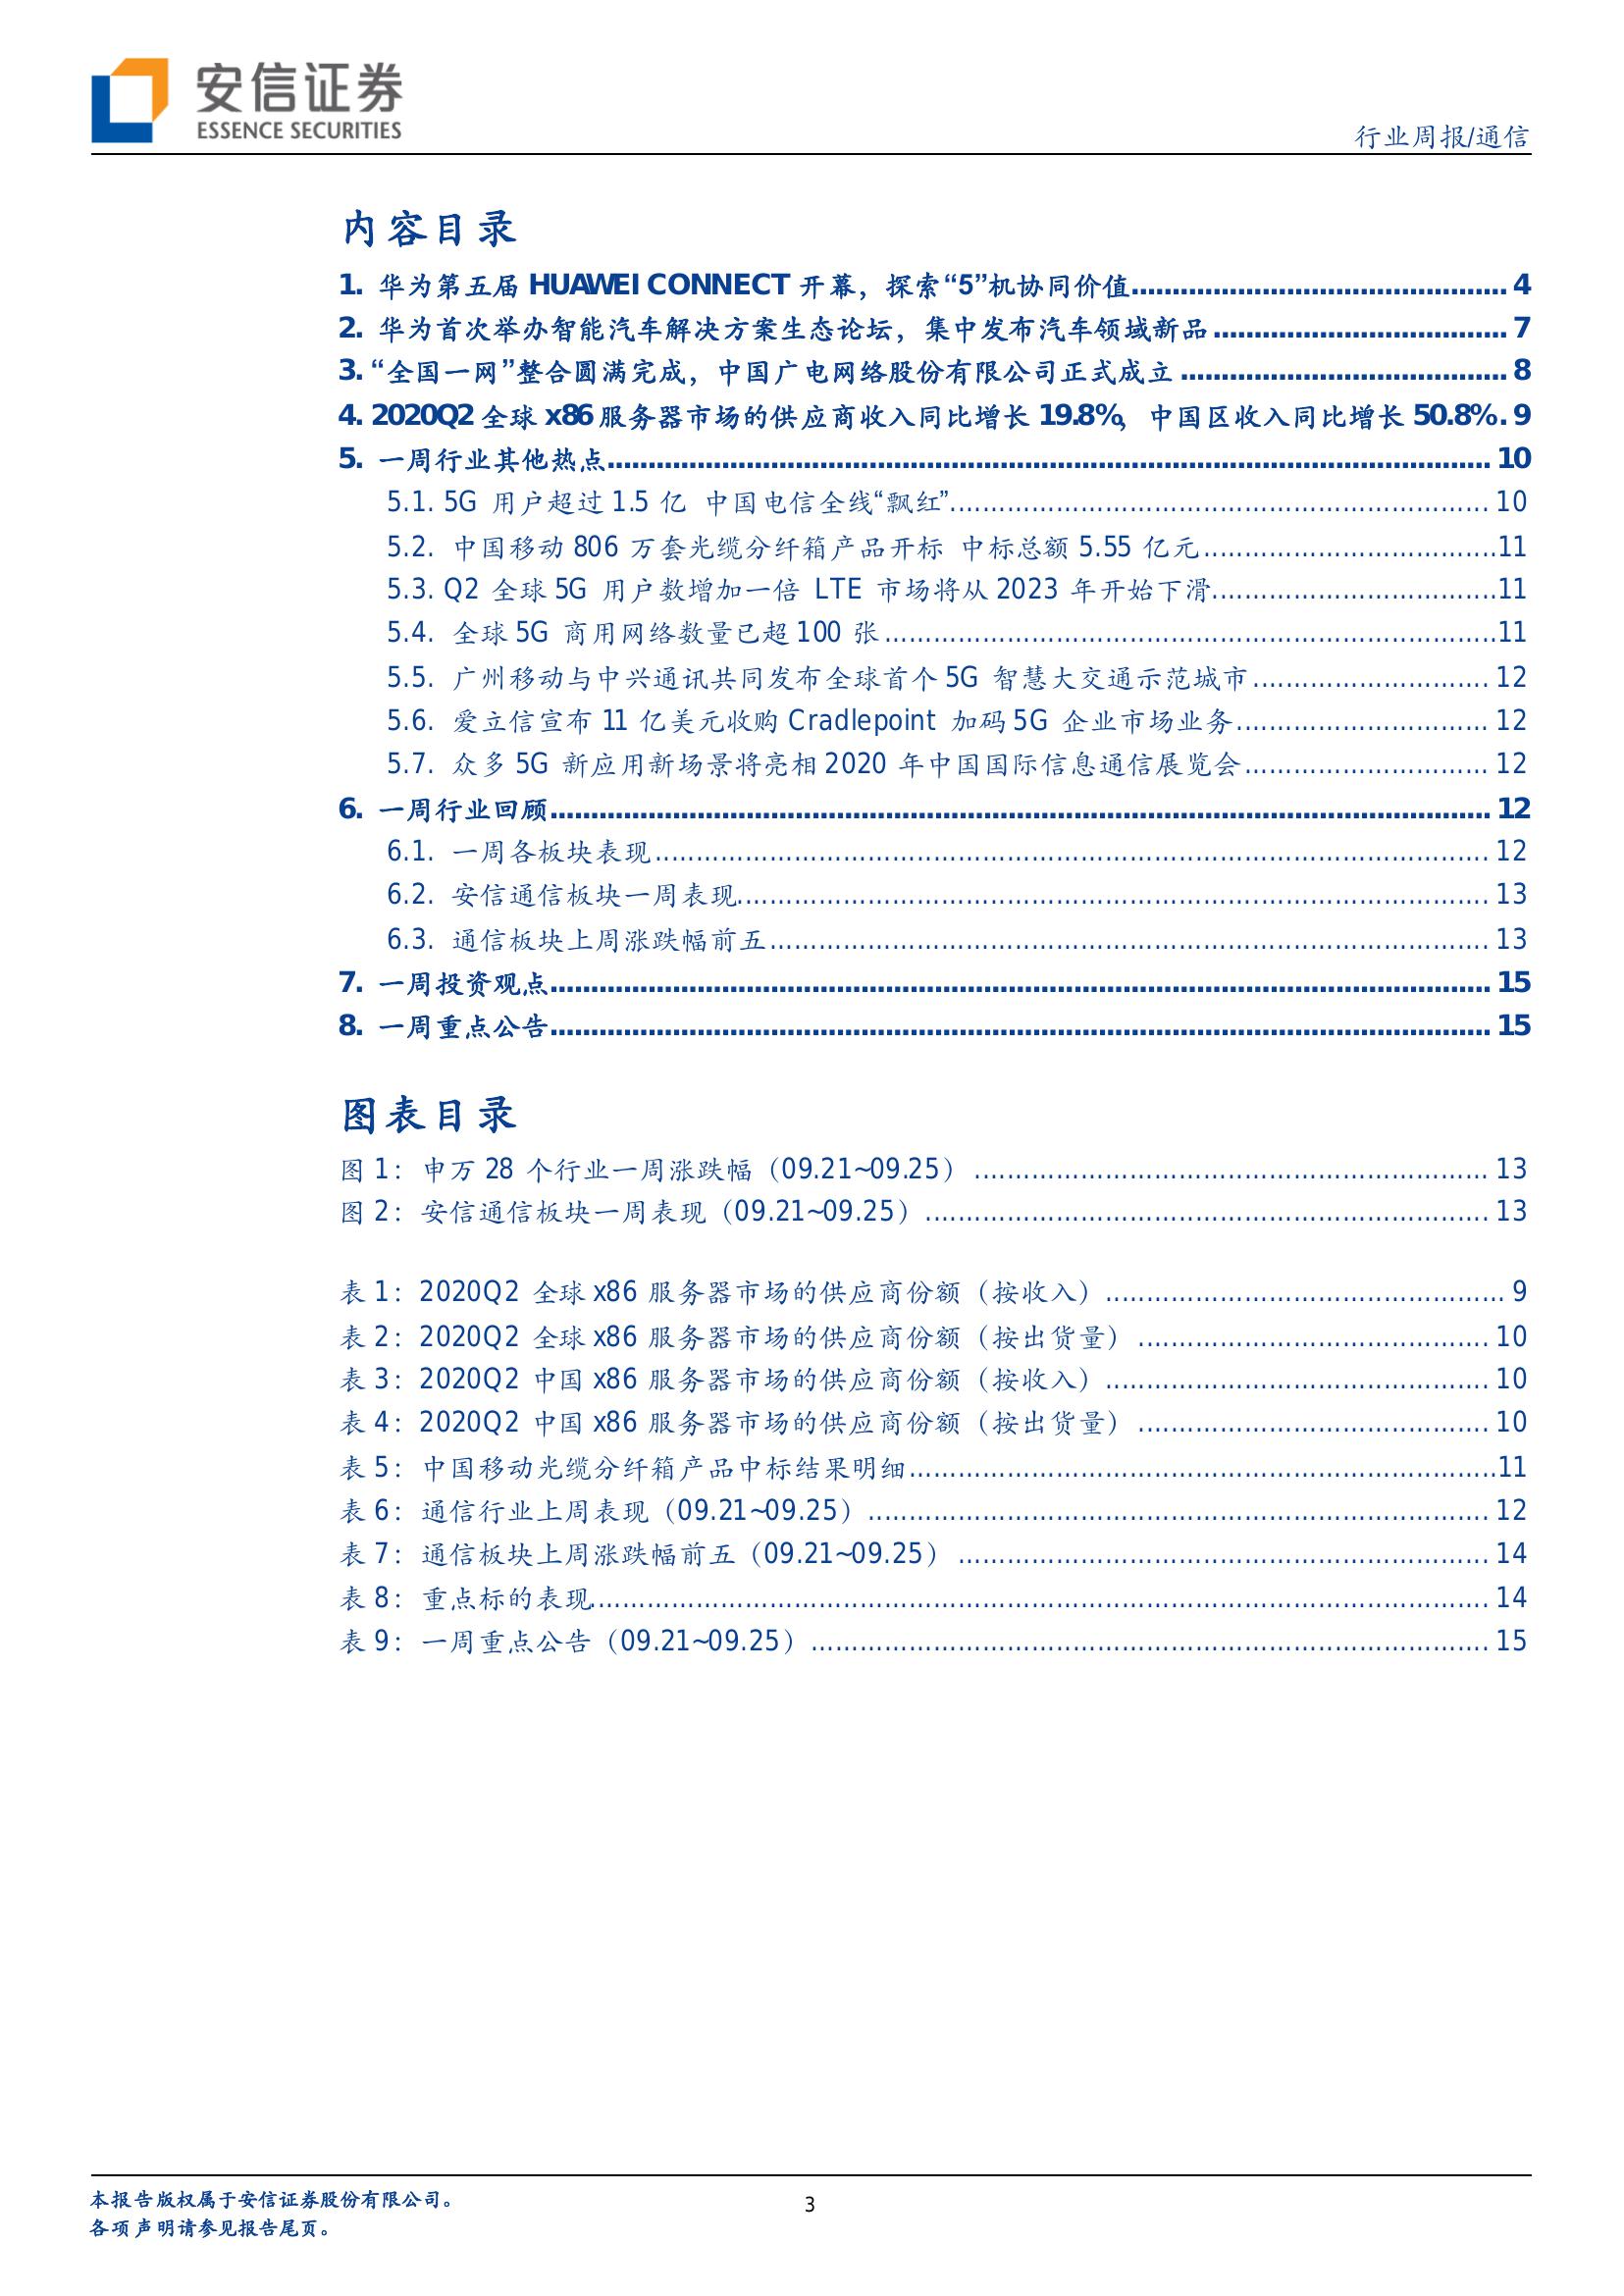 安信证券
ESSENCE SECURITIES
行业周报/通信
内容目录
1. 华为第五届 HUAWEI CONNECT 开幕，探索“5”机协同价值.............................................. 4
2. 华为首次举办智能汽车解决方案生态论坛，集中发布汽车领域新品.................................... 7
3. “全国一网”整合圆满完成，中国广电网络股份有限公司正式成立........................................ 8
4. 2020Q2 全球 x86 服务器市场的供应商收入同比增长 19.8%，中国区收入同比增长 50.8%. 9
5. 一周行业其他热点............................................................................................................ 10
5.1. 5G 用户超过 1.5 亿 中国电信全线“飘红”.................................................................. 10
5.2. 中国移动 806 万套光缆分纤箱产品开标 中标总额 5.55 亿元....................................11
5.3. Q2 全球 5G 用户数增加一倍 LTE 市场将从 2023 年开始下滑...................................11
5.4. 全球 5G 商用网络数量已超 100 张...........................................................................11
5.5. 广州移动与中兴通讯共同发布全球首个 5G 智慧大交通示范城市............................. 12
5.6. 爱立信宣布 11 亿美元收购 Cradlepoint 加码 5G 企业市场业务............................... 12
5.7. 众多 5G 新应用新场景将亮相 2020 年中国国际信息通信展览会.............................. 12
6. 一周行业回顾................................................................................................................... 12
6.1. 一周各板块表现...................................................................................................... 12
6.2. 安信通信板块一周表现............................................................................................ 13
6.3. 通信板块上周涨跌幅前五........................................................................................ 13
7. 一周投资观点................................................................................................................... 15
8. 一周重点公告................................................................................................................... 15
图表目录
图 1：申万 28 个行业一周涨跌幅（09.21~09.25） ............................................................... 13
图 2：安信通信板块一周表现（09.21~09.25）..................................................................... 13
表 1：2020Q2 全球 x86 服务器市场的供应商份额（按收入）................................................. 9
表 2：2020Q2 全球 x86 服务器市场的供应商份额（按出货量） ........................................... 10
表 3：2020Q2 中国 x86 服务器市场的供应商份额（按收入）............................................... 10
表 4：2020Q2 中国 x86 服务器市场的供应商份额（按出货量） ........................................... 10
表 5：中国移动光缆分纤箱产品中标结果明细........................................................................11
表 6：通信行业上周表现（09.21~09.25）............................................................................ 12
表 7：通信板块上周涨跌幅前五（09.21~09.25） ................................................................. 14
表 8：重点标的表现.............................................................................................................. 14
表 9：一周重点公告（09.21~09.25）................................................................................... 15
本报告版权属于安信证券股份有限公司。
3
各项声明请参见报告尾页。